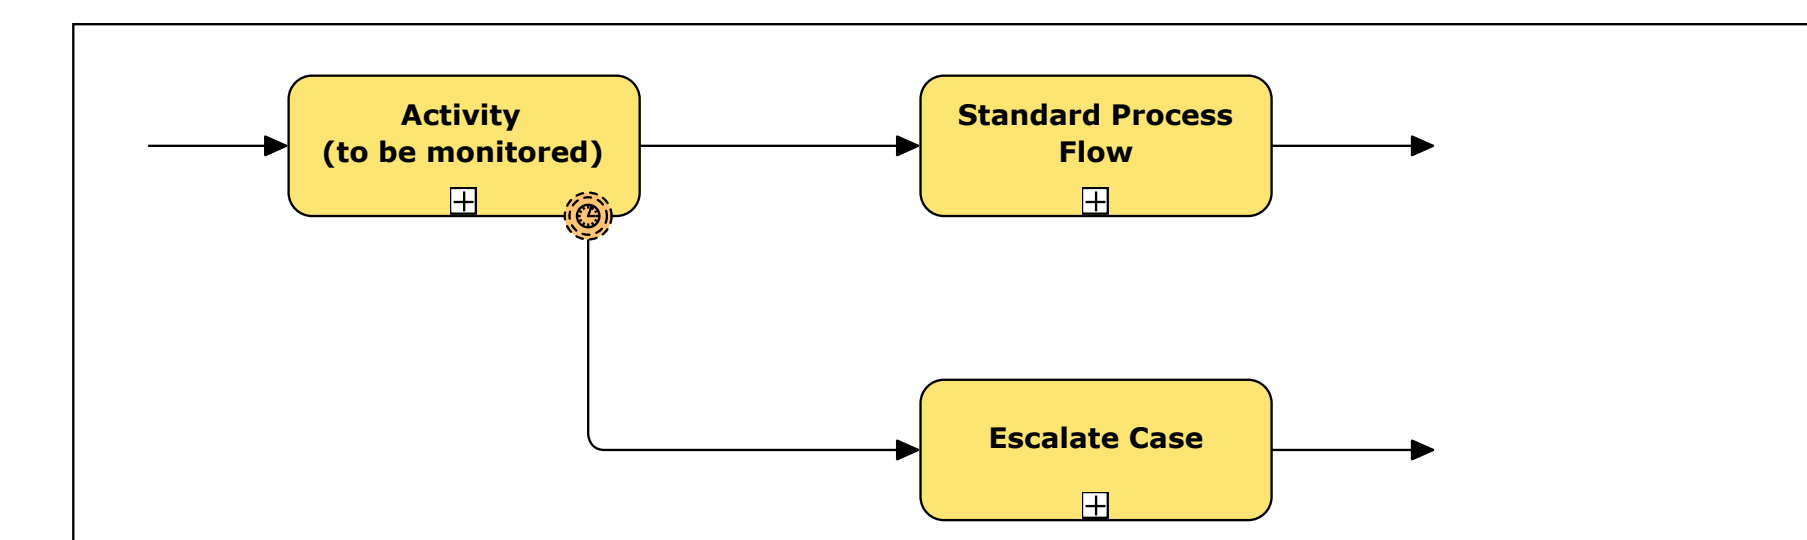 Activity
(to be monitored)
Standard Process
Flow
Escalate Case